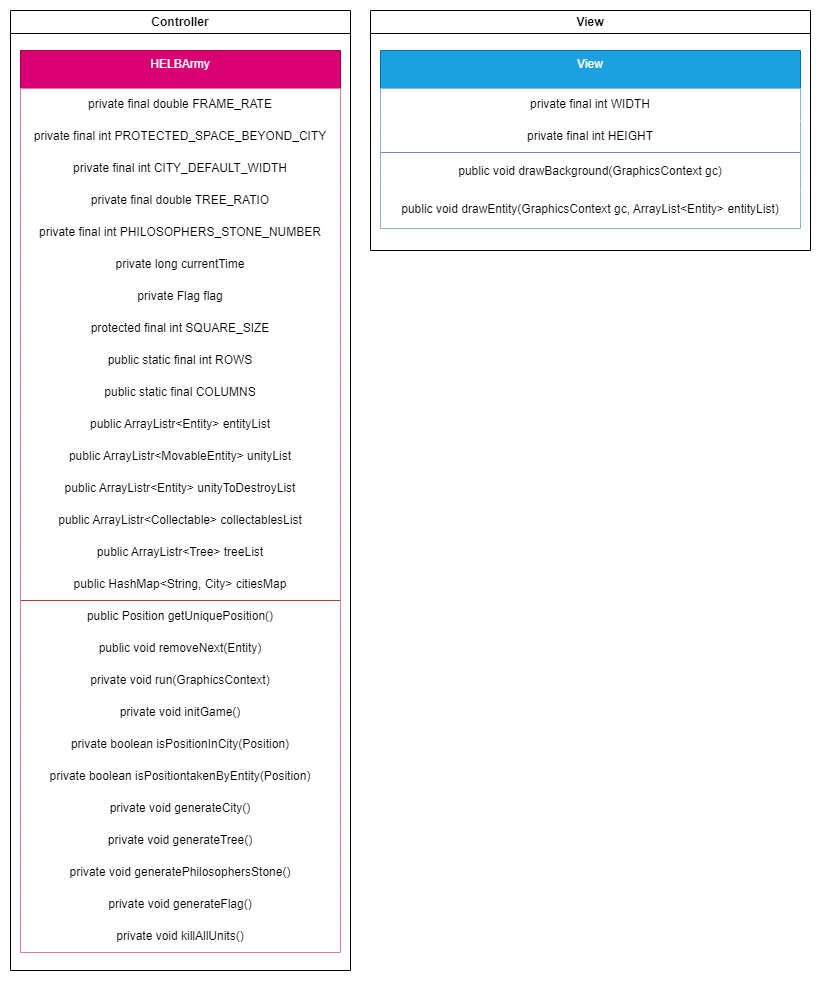 Controller
HELBArmy
private final double FRAME_RATE
private final int PROTECTED_SPACE_BEYOND_CITY
private final int CITY_DEFAULT_WIDTH
private final double TREE_RATIO
private final int PHILOSOPHERS_STONE_NUMBER
private long currentTime
private Flag flag
protected final int SQUARE_SIZE
public static final int ROWS
public static final COLUMNS
public ArrayListr<Entity> entityList
public ArrayListr<MovableEntity> unityList
public ArrayListr<Entity> unityToDestroyList
public ArrayListr<Collectable> collectablesList
public ArrayListr<Tree> treeList
public HashMap<String, City> citiesMap
public Position getUniquePosition()
public void removeNext(Entity)
private void run(GraphicsContext)
private void initGame()
private boolean isPositionInCity(Position)
private boolean isPositiontakenByEntity(Position)
private void generateCity()
private void generateTree()
private void generatePhilosophersStone()
private void generateFlag()
private void killAllUnits()
View
View
private final int WIDTH
private final int HEIGHT
public void drawBackground(GraphicsContext gc)
public void drawEntity(GraphicsContext gc, ArrayList<Entity> entityList)